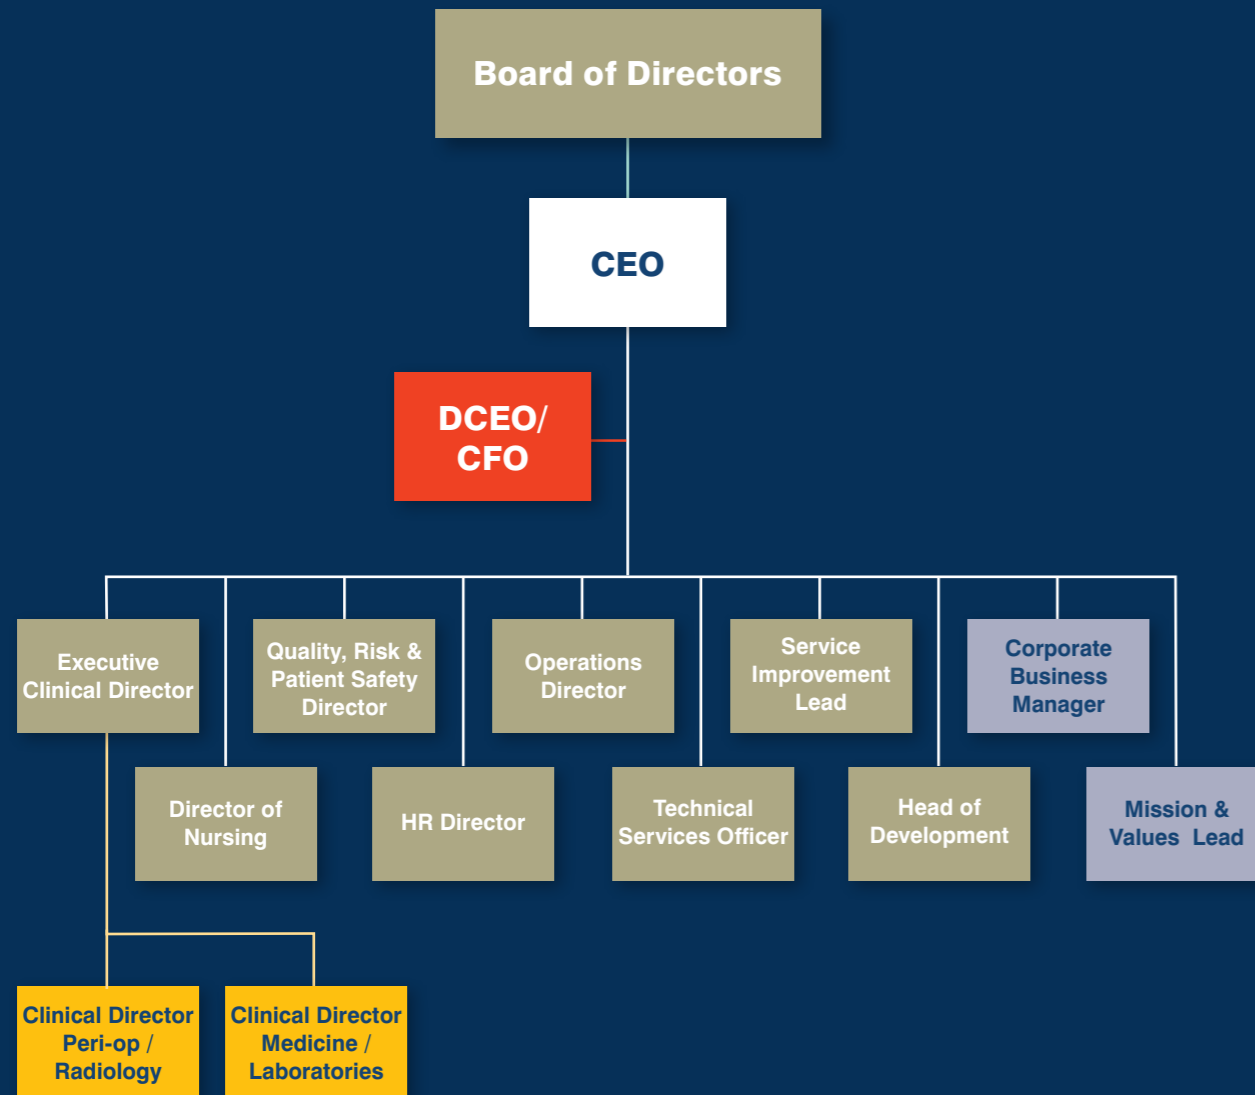 Board of Directors
CEO
DCEO/
CFO
Executive
Clinical Director
Quality, Risk &
Patient Safety
Director
Operations
Director
Service
Improvement
Lead
Corporate
Business
Manager
Director of
Nursing
HR Director
Technical
Services Officer
Head of
Development
Mission &
Values Lead
Clinical Director
Peri-op /
Radiology
Clinical Director
Medicine /
Laboratories